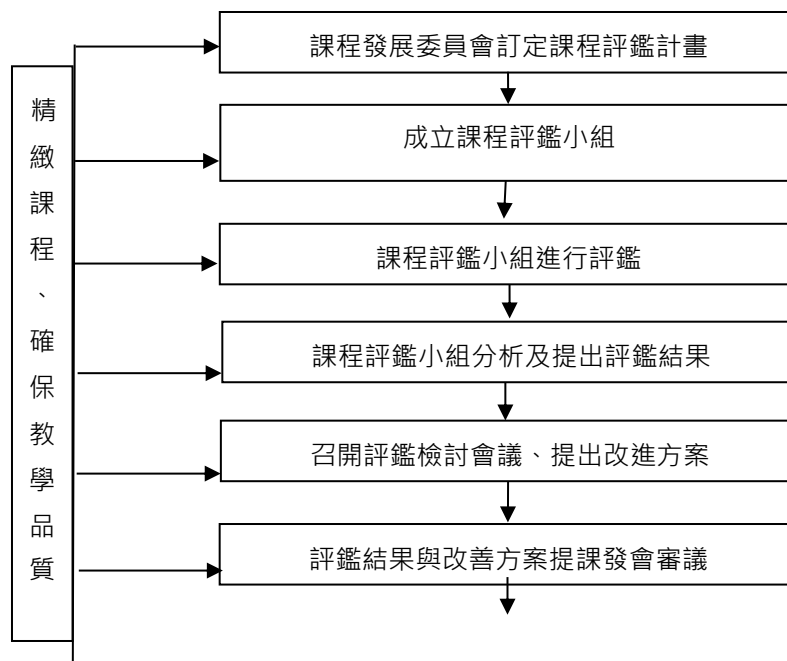 精緻課程、確保教學品質
課程發展委員會訂定課程評鑑計畫
成立課程評鑑小組
課程評鑑小組進行評鑑
課程評鑑小組分析及提出評鑑結果
召開評鑑檢討會議、提出改進方案
評鑑結果與改善方案提課發會審議